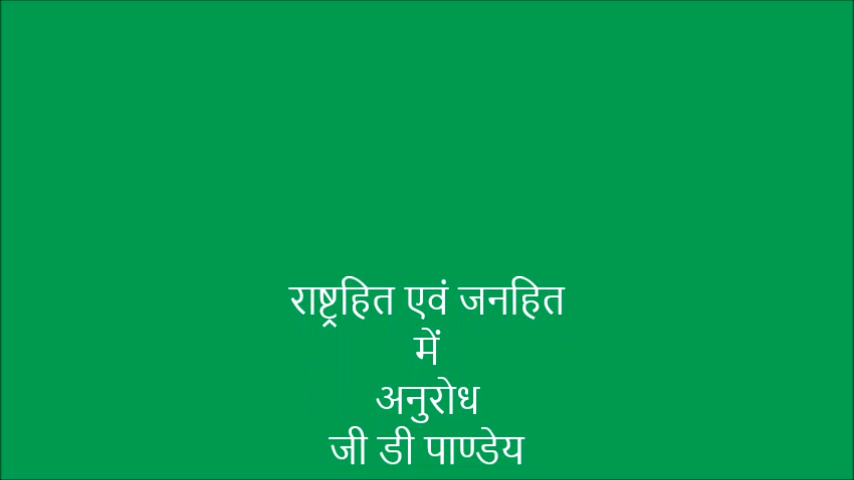 राष्ट्रहित एवं जनहित
में
अनुरोध
जी डी पाण्डेय